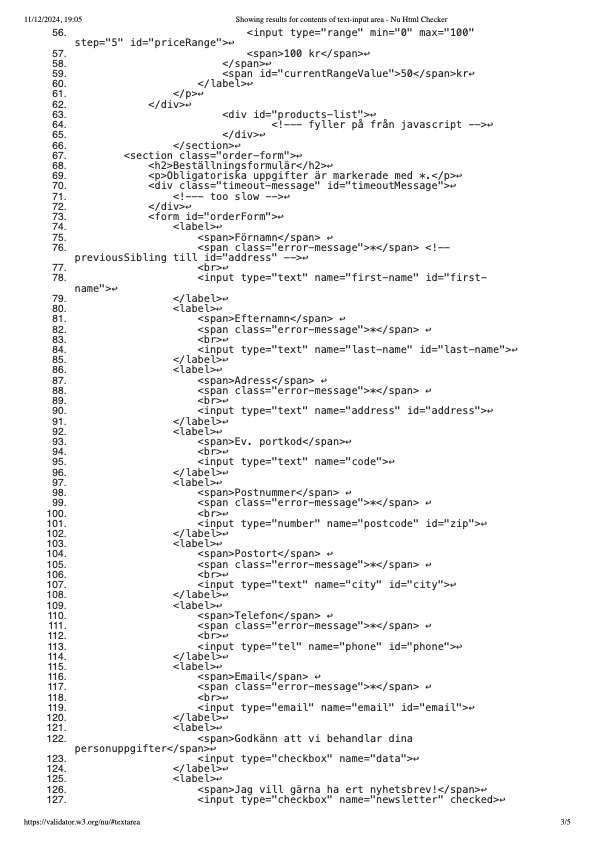 11/12/2024, 19:05 Showing results for contents of text-input area - Nu Html Checker
56. <input type="range" min="0" max="100"
step="5" id="priceRange">↩
57. <span>100 kr</span>↩
58. </span>↩
59. <span id="currentRangeValue">50</span>kr↩
60. </label>↩
61. </p>↩
62. </div>↩
63. <div id="products-list">↩
64. <!--- fyller på från javascript -->↩
65. </div>↩
66. </section>↩
67. <section class="order-form">↩
68. <h2>Beställningsformulär</h2>↩
69. <p>Obligatoriska uppgifter är markerade med *.</p>↩
70. <div class="timeout-message" id="timeoutMessage">↩
71. <!--- too slow -->↩
72. </div>↩
73. <form id="orderForm">↩
74. <label>↩
75. <span>Förnamn</span> ↩
76. <span class="error-message">*</span> <!--
previousSibling till id="address" -->↩
77. <br>↩
78. <input type="text" name="first-name" id="first-
name">↩
79. </label>↩
80. <label>↩
81. <span>Efternamn</span> ↩
82. <span class="error-message">*</span> ↩
83. <br>↩
84. <input type="text" name="last-name" id="last-name">↩
85. </label>↩
86. <label>↩
87. <span>Adress</span> ↩
88. <span class="error-message">*</span> ↩
89. <br>↩
90. <input type="text" name="address" id="address">↩
91. </label>↩
92. <label>↩
93. <span>Ev. portkod</span>↩
94. <br>↩
95. <input type="text" name="code">↩
96. </label>↩
97. <label>↩
98. <span>Postnummer</span> ↩
99. <span class="error-message">*</span> ↩
100. <br>↩
101. <input type="number" name="postcode" id="zip">↩
102. </label>↩
103. <label>↩
104. <span>Postort</span> ↩
105. <span class="error-message">*</span> ↩
106. <br>↩
107. <input type="text" name="city" id="city">↩
108. </label>↩
109. <label>↩
110. <span>Telefon</span> ↩
111. <span class="error-message">*</span> ↩
112. <br>↩
113. <input type="tel" name="phone" id="phone">↩
114. </label>↩
115. <label>↩
116. <span>Email</span> ↩
117. <span class="error-message">*</span> ↩
118. <br>↩
119. <input type="email" name="email" id="email">↩
120. </label>↩
121. <label>↩
122. <span>Godkänn att vi behandlar dina
personuppgifter</span>↩
123. <input type="checkbox" name="data">↩
124. </label>↩
125. <label>↩
126. <span>Jag vill gärna ha ert nyhetsbrev!</span>↩
127. <input type="checkbox" name="newsletter" checked>↩
https://validator.w3.org/nu/#textarea 3/5